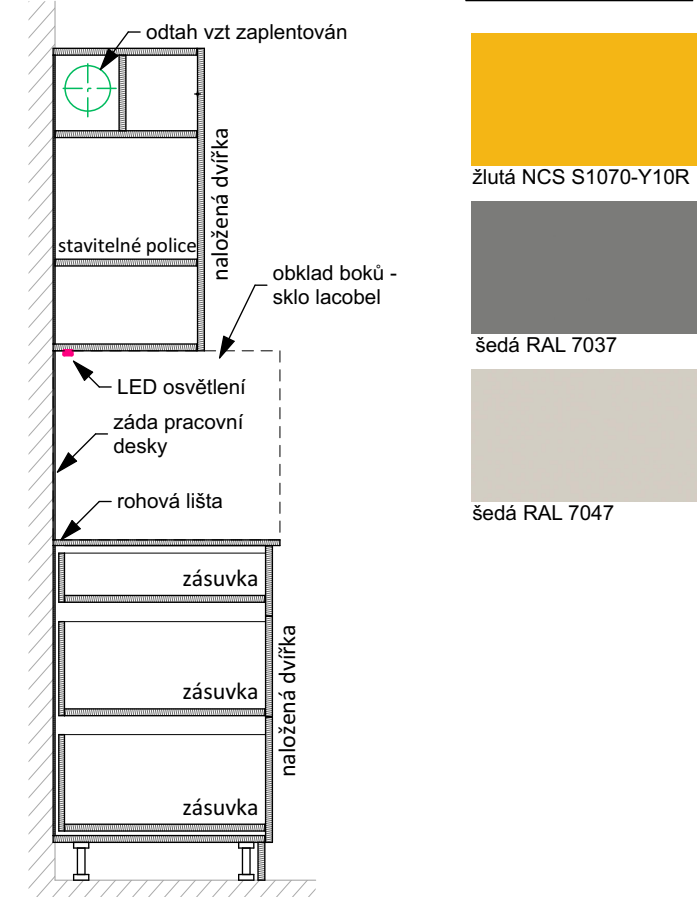 odtah vzt zaplentován
naložená dvířka
stavitelné police
obklad boků -
sklo lacobel
LED osvětlení
záda pracovní
desky
rohová lišta
zásuvka
zásuvka
naložená dvířka
zásuvka
žlutá NCS S1070-Y10R
šedá RAL 7037
šedá RAL 7047